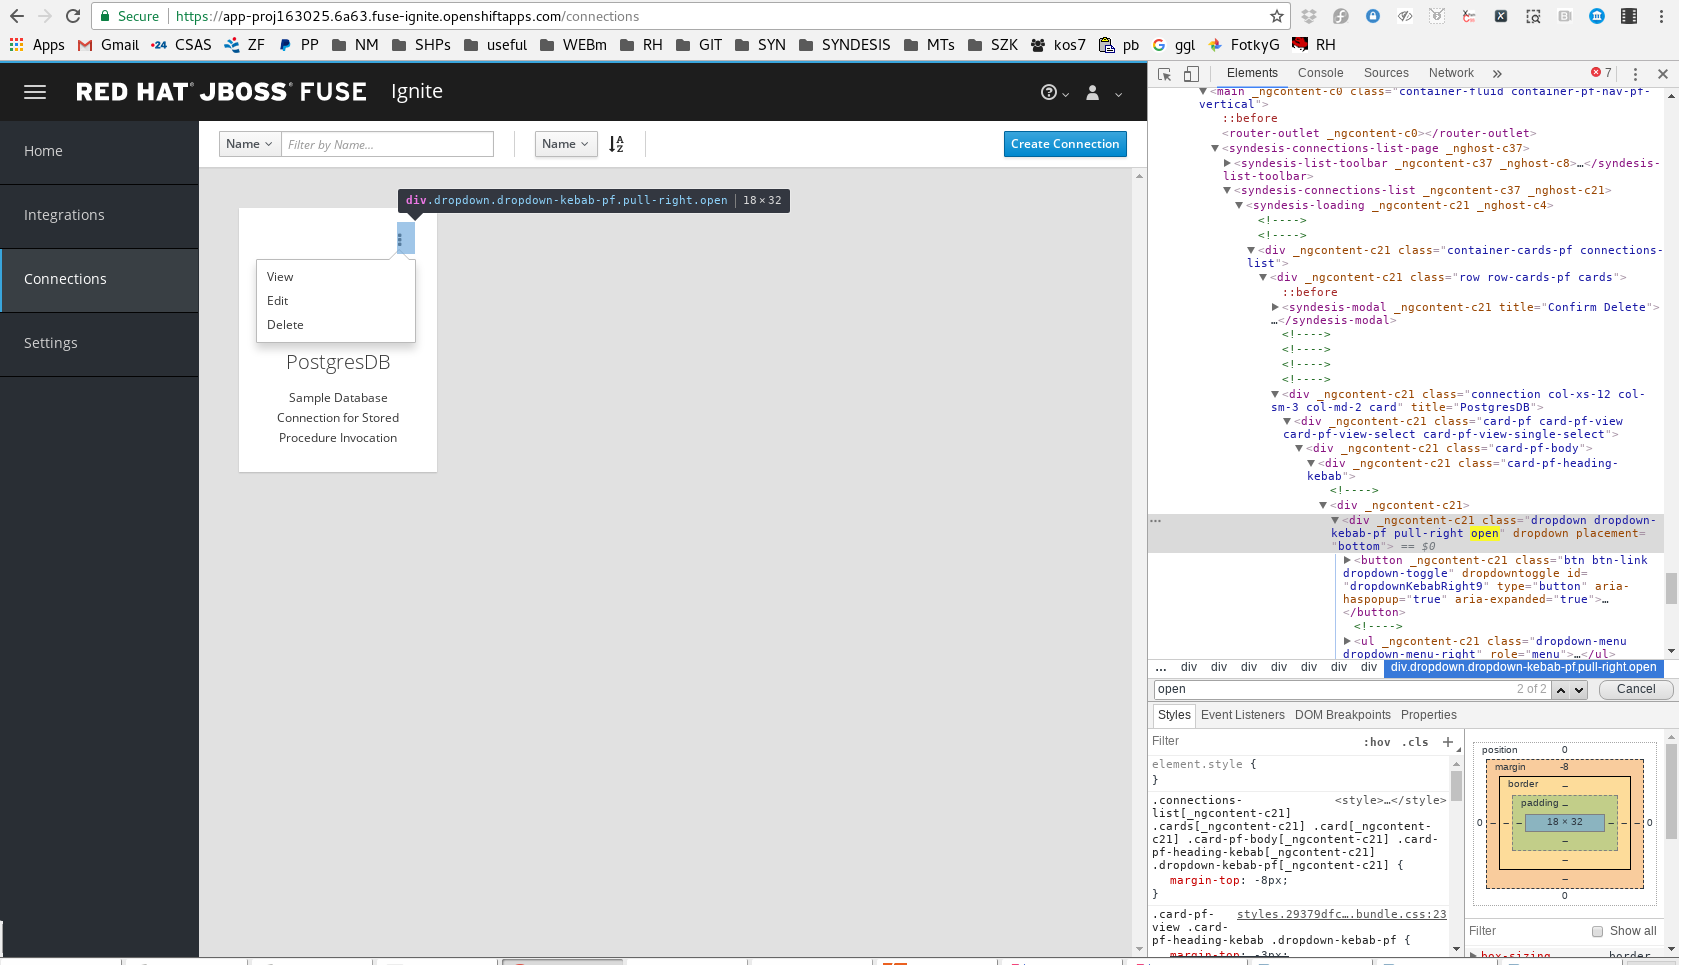 Secure https://app-proj163025.6a63.fuse-ignite.openshiftapps.com/connections
Apps Gmail 24 CSAS ZF PP NM SHPs useful WEBm RH GIT SYN SYNDESIS MTs SZK kos7 pb ggl FotkyG RH
RED HAT JBOSS FUSE Ignite
Home
Integrations
Connections
Settings
Name Filter by Name... Name A Z Create Connection
div.dropdown.dropdown-kebab-pf.pull-right.open 18 × 32
View
Edit
Delete
PostgresDB
Sample Database
Connection for Stored
Procedure Invocation
Elements Console Sources Network » 7
<main _ngcontent-c0 class="container-fluid container-pf-nav-pf-
vertical">
::before
<router-outlet _ngcontent-c0></router-outlet>
<syndesis-connections-list-page _nghost-c37>
<syndesis-list-toolbar _ngcontent-c37 _nghost-c8>…</syndesis-
list-toolbar>
<syndesis-connections-list _ngcontent-c37 _nghost-c21>
<syndesis-loading _ngcontent-c21 _nghost-c4>
<!---->
<!---->
<div _ngcontent-c21 class="container-cards-pf connections-
list">
<div _ngcontent-c21 class="row row-cards-pf cards">
::before
<syndesis-modal _ngcontent-c21 title="Confirm Delete">
…</syndesis-modal>
<!---->
<!---->
<!---->
<!---->
<div _ngcontent-c21 class="connection col-xs-12 col-
sm-3 col-md-2 card" title="PostgresDB">
<div _ngcontent-c21 class="card-pf card-pf-view
card-pf-view-select card-pf-view-single-select">
<div _ngcontent-c21 class="card-pf-body">
<div _ngcontent-c21 class="card-pf-heading-
kebab">
<!---->
<div _ngcontent-c21>
<div _ngcontent-c21 class="dropdown dropdown-
kebab-pf pull-right open" dropdown placement=
"bottom"> == $0
<button _ngcontent-c21 class="btn btn-link
dropdown-toggle" dropdowntoggle id=
"dropdownKebabRight9" type="button" aria-
haspopup="true" aria-expanded="true">…
</button>
<!---->
<ul _ngcontent-c21 class="dropdown-menu
dropdown-menu-right" role="menu">…</ul>
... div div div div div div div div.dropdown.dropdown-kebab-pf.pull-right.open
open 2 of 2 Cancel
Styles Event Listeners DOM Breakpoints Properties
Filter :hov .cls +
element.style {
}
.connections- <style>…</style>
list[_ngcontent-c21]
.cards[_ngcontent-c21] .card[_ngcontent-
c21] .card-pf-body[_ngcontent-c21] .card-
pf-heading-kebab[_ngcontent-c21]
.dropdown-kebab-pf[_ngcontent-c21] {
margin-top: -8px;
}
.card-pf- styles.29379dfc….bundle.css:23
view .card-
pf-heading-kebab .dropdown-kebab-pf {
margin-top: -3px;
position 0
margin -8
border –
padding –
0 – – – 18 × 32 – – – 0
–
–
–
0
Filter Show all
box-sizing border